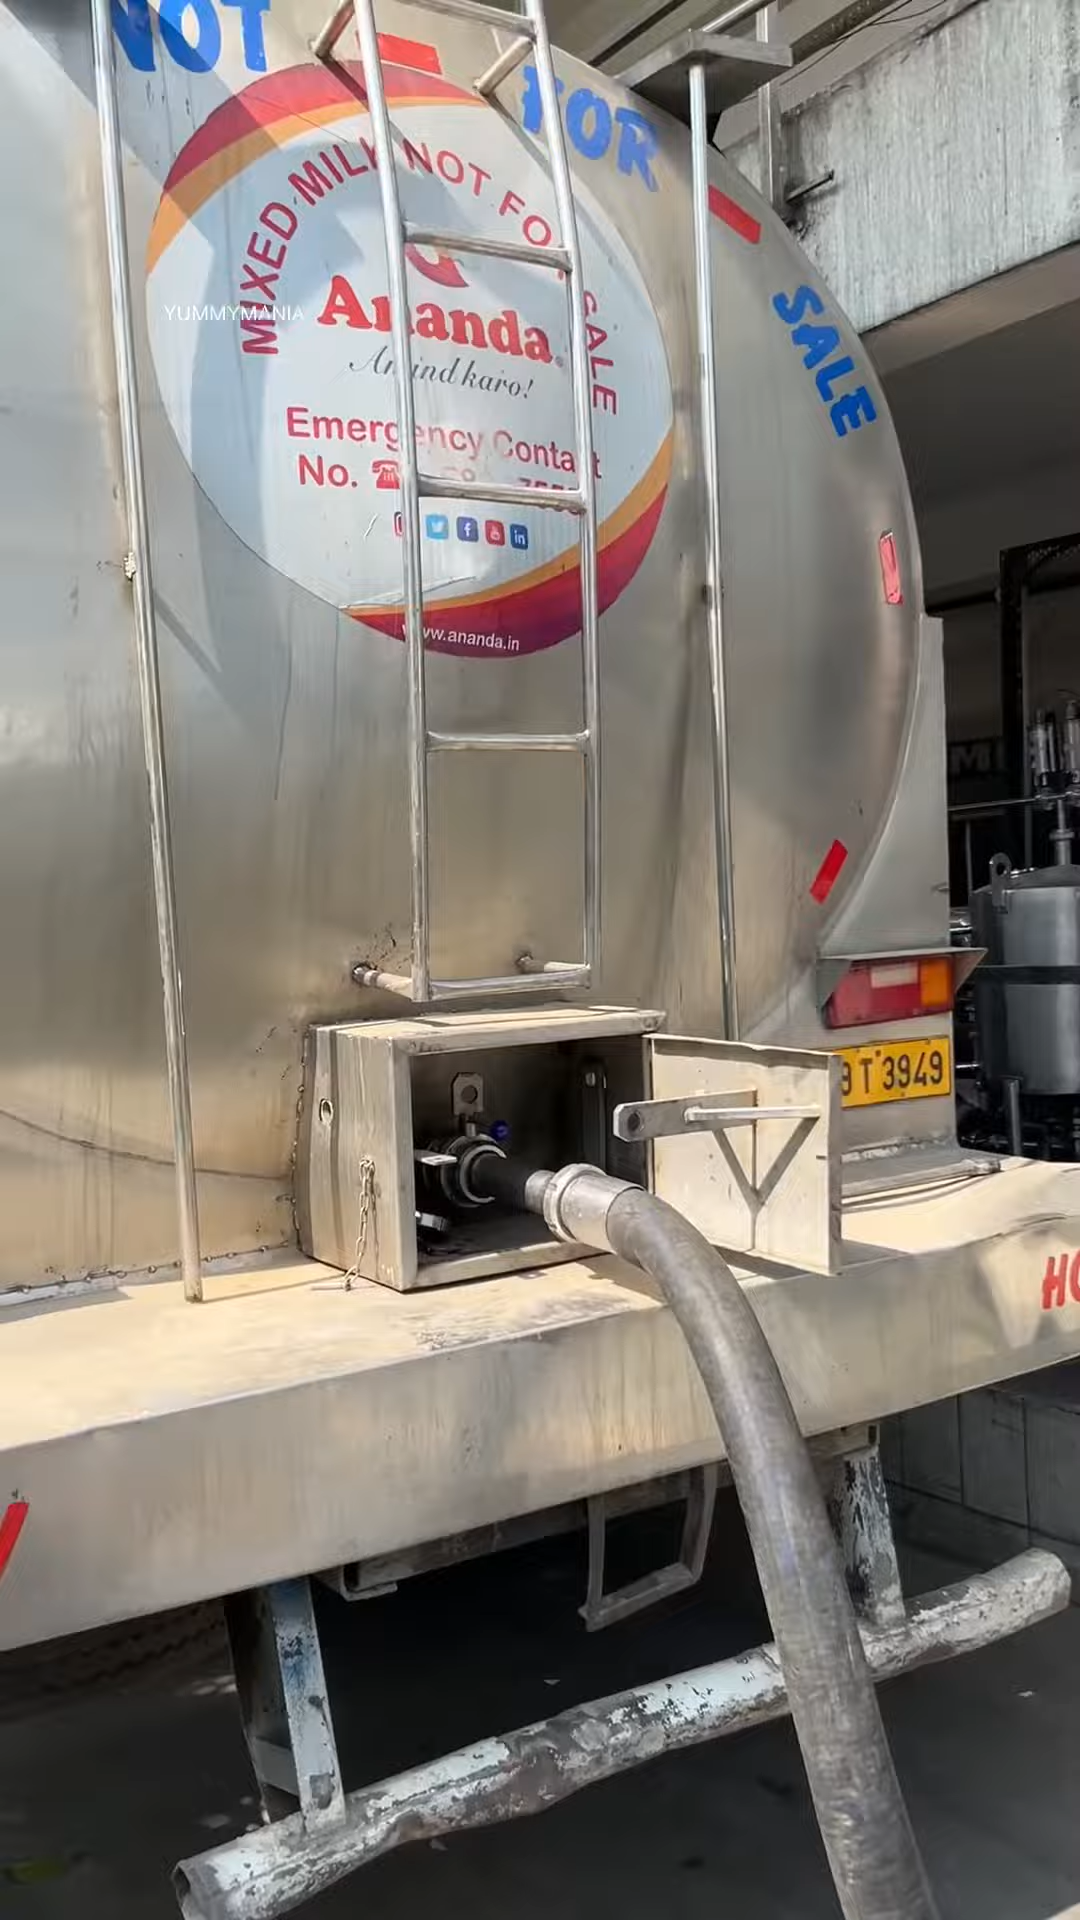 NOT FOR SALE
MIXED MILK NOT FOR SALE
YUMMYMANIA
Ananda
Anand karo!
Emergency Contact
No.
www.ananda.in
T 3949